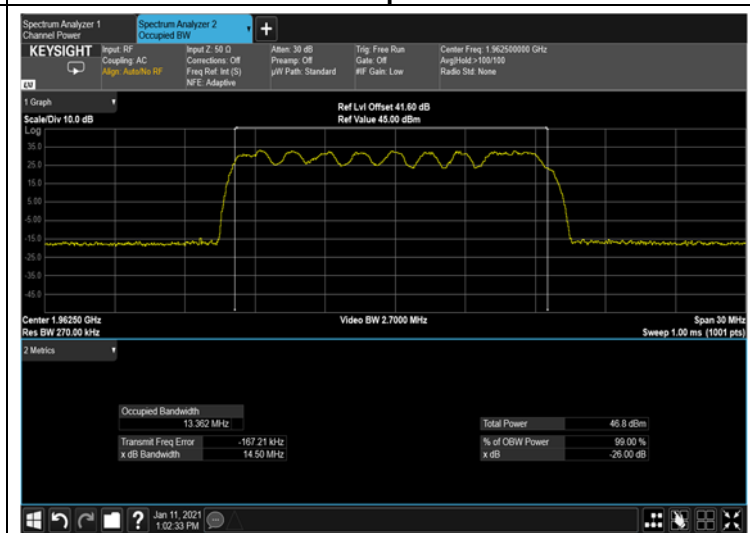 Spectrum Analyzer 1
Channel Power
Spectrum Analyzer 2
Occupied BW
KEYSIGHT
Input: RF
Coupling: AC
Align: Auto/No RF
Input Z: 50 Ω
Corrections: Off
Freq Ref: Int (S)
NFE: Adaptive
Atten: 30 dB
Preamp: Off
µW Path: Standard
Trig: Free Run
Gate: Off
#IF Gain: Low
Center Freq: 1.962500000 GHz
Avg|Hold:>100/100
Radio Std: None
1 Graph
Scale/Div 10.0 dB
Ref Lvl Offset 41.60 dB
Ref Value 45.00 dBm
Log
35.0
25.0
15.0
5.00
-5.00
-15.0
-25.0
-35.0
-45.0
Center 1.96250 GHz
Res BW 270.00 kHz
Video BW 2.7000 MHz
Span 30 MHz
Sweep 1.00 ms (1001 pts)
2 Metrics
Occupied Bandwidth
13.362 MHz
Transmit Freq Error -167.21 kHz
x dB Bandwidth 14.50 MHz
Total Power 46.8 dBm
% of OBW Power 99.00 %
x dB -26.00 dB
Jan 11, 2021
1:02:33 PM